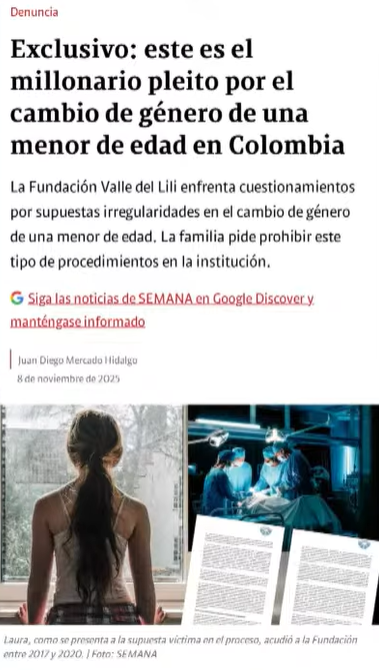 Denuncia
Exclusivo: este es el
millonario pleito por el
cambio de género de una
menor de edad en Colombia
La Fundación Valle del Lili enfrenta cuestionamientos
por supuestas irregularidades en el cambio de género
de una menor de edad. La familia pide prohibir este
tipo de procedimientos en la institución.
G Siga las noticias de SEMANA en Google Discover y
manténgase informado
Juan Diego Mercado Hidalgo
8 de noviembre de 2025
Laura, como se presenta a la supuesta víctima en el proceso, acudió a la Fundación
entre 2017 y 2020. | Foto: SEMANA